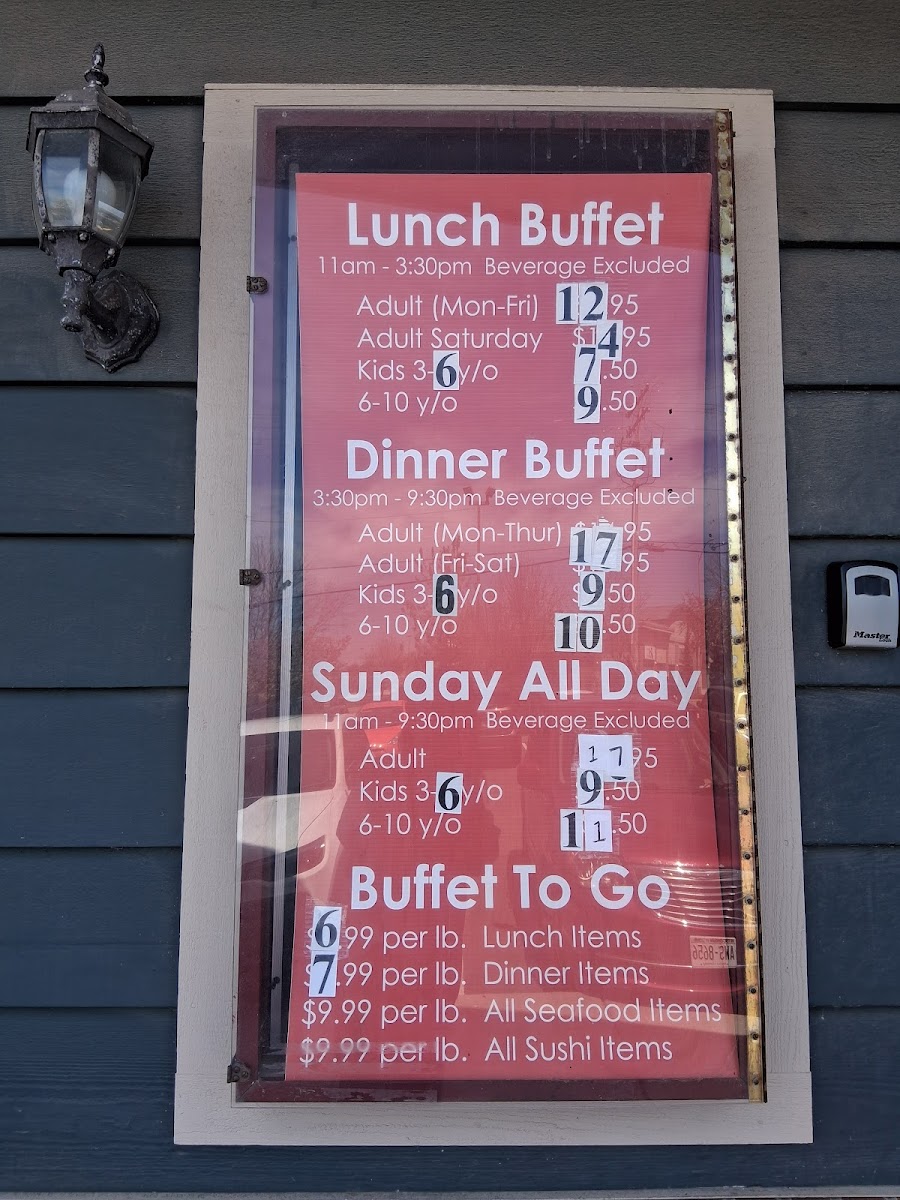 Lunch Buffet
11am - 3:30pm Beverage Excluded
Adult (Mon-Fri) 12.95
Adult Saturday $14.95
Kids 3-6 y/o 7.50
6-10 y/o 9.50
Dinner Buffet
3:30pm - 9:30pm Beverage Excluded
Adult (Mon-Thur) .95
Adult (Fri-Sat) 17.95
Kids 3-6 y/o 9.50
6-10 y/o 10.50
Sunday All Day
11am - 9:30pm Beverage Excluded
Adult 17.95
Kids 3-6 y/o 9.50
6-10 y/o 11.50
Buffet To Go
6.99 per lb. Lunch Items
7.99 per lb. Dinner Items
$9.99 per lb. All Seafood Items
$9.99 per lb. All Sushi Items
Master Lock